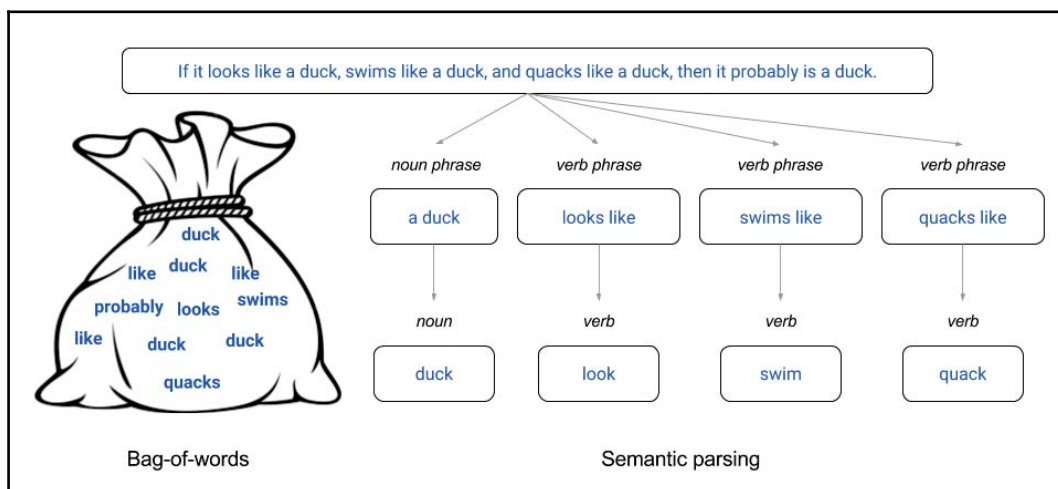 If it looks like a duck, swims like a duck, and quacks like a duck, then it probably is a duck.
duck
like duck like
probably looks swims
like duck duck
quacks
Bag-of-words
noun phrase verb phrase verb phrase verb phrase
a duck looks like swims like quacks like
noun verb verb verb
duck look swim quack
Semantic parsing